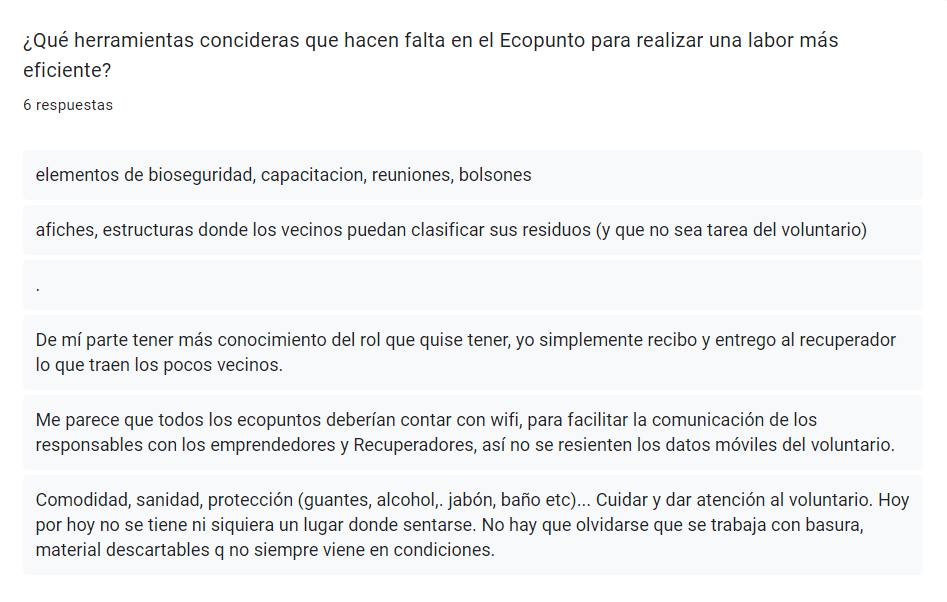 ¿Qué herramientas concideras que hacen falta en el Ecopunto para realizar una labor más
eficiente?
6 respuestas
elementos de bioseguridad, capacitacion, reuniones, bolsones
afiches, estructuras donde los vecinos puedan clasificar sus residuos (y que no sea tarea del voluntario)
.
De mí parte tener más conocimiento del rol que quise tener, yo simplemente recibo y entrego al recuperador
lo que traen los pocos vecinos.
Me parece que todos los ecopuntos deberían contar con wifi, para facilitar la comunicación de los
responsables con los emprendedores y Recuperadores, así no se resienten los datos móviles del voluntario.
Comodidad, sanidad, protección (guantes, alcohol,. jabón, baño etc)... Cuidar y dar atención al voluntario. Hoy
por hoy no se tiene ni siquiera un lugar donde sentarse. No hay que olvidarse que se trabaja con basura,
material descartables q no siempre viene en condiciones.